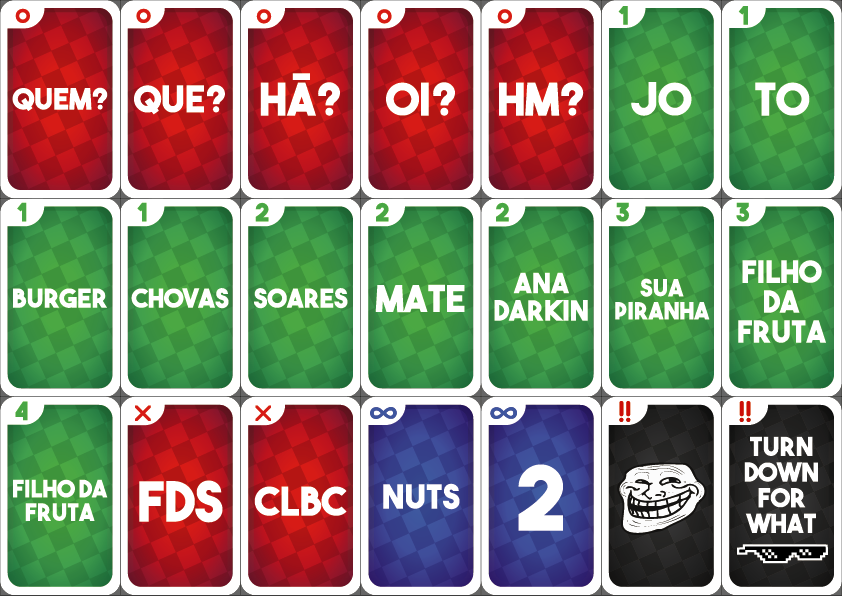 O
QUEM?
O
QUE?
O
HÃ?
O
OI?
O
HM?
1
JO
1
TO
1
BURGER
1
CHOVAS
2
SOARES
2
MATE
2
ANA
DARKIN
3
SUA
PIRANHA
3
FILHO
DA
FRUTA
4
FILHO DA
FRUTA
X
FDS
X
CLBC
∞
NUTS
∞
2
!!
!!
TURN
DOWN
FOR
WHAT